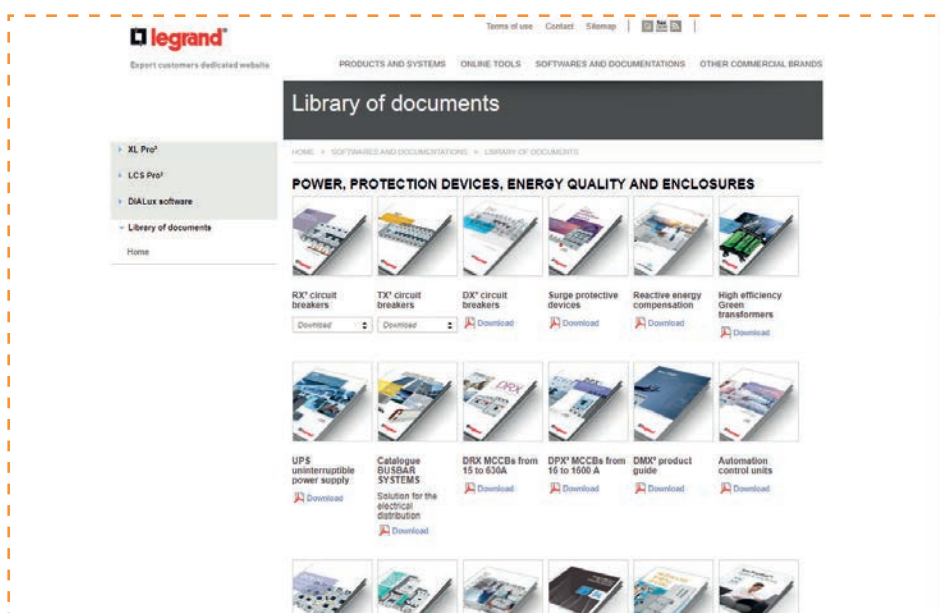 Terms of use Contact Sitemap
legrand®
Export customers dedicated website
PRODUCTS AND SYSTEMS ONLINE TOOLS SOFTWARES AND DOCUMENTATIONS OTHER COMMERCIAL BRANDS
Library of documents
HOME > SOFTWARES AND DOCUMENTATIONS > LIBRARY OF DOCUMENTS
XL Pro³
LCS Pro²
DIALux software
Library of documents
Home
POWER, PROTECTION DEVICES, ENERGY QUALITY AND ENCLOSURES
RX³ circuit breakers
Download
TX³ circuit breakers
Download
DX³ circuit breakers
Download
Surge protective devices
Download
Reactive energy compensation
Download
High efficiency Green transformers
Download
DRX
DPX³
UPS uninterruptible power supply
Download
Catalogue BUSBAR SYSTEMS
Solution for the electrical distribution
Download
DRX MCCBs from 15 to 630A
Download
DPX³ MCCBs from 16 to 1600 A
Download
DMX³ product guide
Download
Automation control units
Download